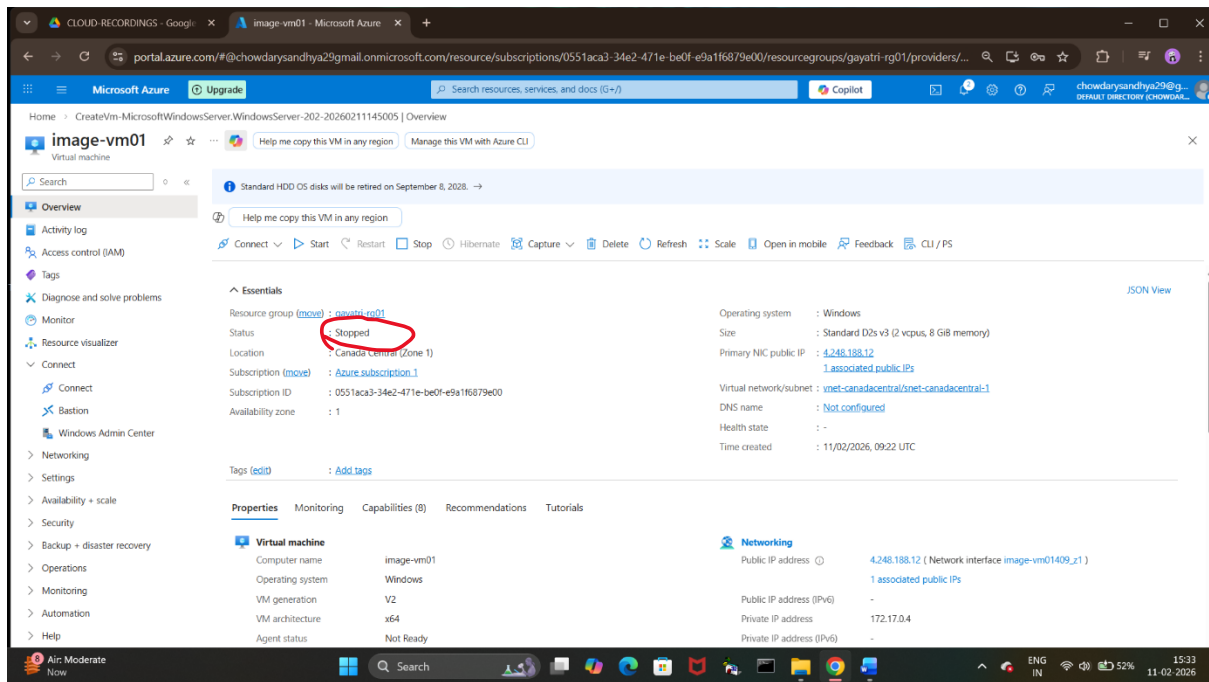 CLOUD-RECORDINGS - Google
image-vm01 - Microsoft Azure
portal.azure.com/#@chowdarysandhya29gmail.onmicrosoft.com/resource/subscriptions/0551aca3-34e2-471e-be0f-e9a1f6879e00/resourcegroups/gayatri-rg01/providers/...
Microsoft Azure
Upgrade
Search resources, services, and docs (G+/)
Copilot
2
chowdarysandhya29@g...
DEFAULT DIRECTORY (CHOWDAR...
Home > CreateVm-MicrosoftWindowsServer.WindowsServer-202-20260211145005 | Overview >
image-vm01
Help me copy this VM in any region
Manage this VM with Azure CLI
Virtual machine
Search
Standard HDD OS disks will be retired on September 8, 2028. →
Overview
Activity log
Access control (IAM)
Tags
Diagnose and solve problems
Monitor
Resource visualizer
Connect
Connect
Bastion
Windows Admin Center
Networking
Settings
Availability + scale
Security
Backup + disaster recovery
Operations
Monitoring
Automation
Help
Help me copy this VM in any region
Connect Start Restart Stop Hibernate Capture Delete Refresh Scale Open in mobile Feedback CLI / PS
Essentials
JSON View
Resource group (move) : gayatri-rg01
Status : Stopped
Location : Canada Central (Zone 1)
Subscription (move) : Azure subscription 1
Subscription ID : 0551aca3-34e2-471e-be0f-e9a1f6879e00
Availability zone : 1
Operating system : Windows
Size : Standard D2s v3 (2 vcpus, 8 GiB memory)
Primary NIC public IP : 4.248.188.12
1 associated public IPs
Virtual network/subnet : vnet-canadacentral/snet-canadacentral-1
DNS name : Not configured
Health state : -
Time created : 11/02/2026, 09:22 UTC
Tags (edit) : Add tags
Properties Monitoring Capabilities (8) Recommendations Tutorials
Virtual machine
Computer name image-vm01
Operating system Windows
VM generation V2
VM architecture x64
Agent status Not Ready
Networking
Public IP address 4.248.188.12 ( Network interface image-vm01409_z1 )
1 associated public IPs
Public IP address (IPv6) -
Private IP address 172.17.0.4
Private IP address (IPv6) -
8
Air: Moderate
Now
Search
ENG
IN
52%
15:33
11-02-2026